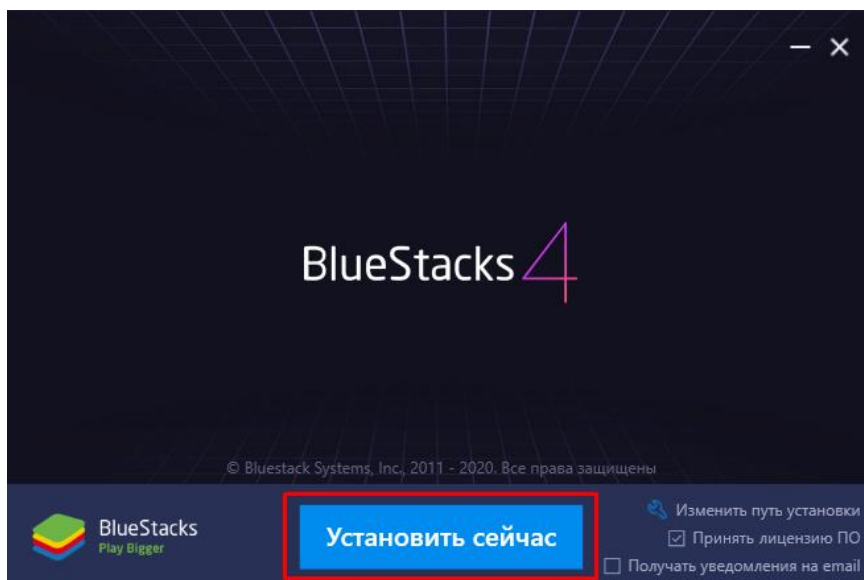 BlueStacks 4
© Bluestack Systems, Inc., 2011 - 2020. Все права защищены
BlueStacks
Play Bigger
Установить сейчас
Изменить путь установки
Принять лицензию ПО
Получать уведомления на email